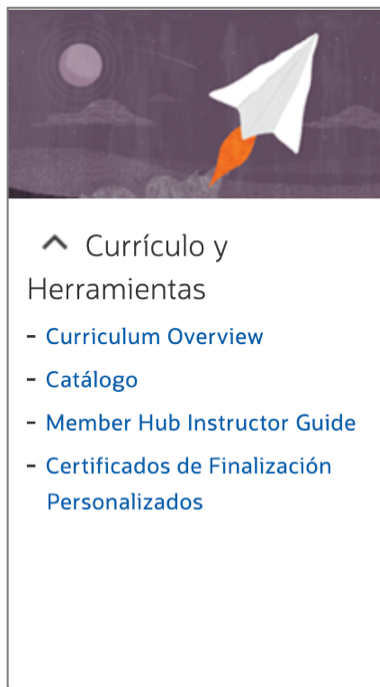 Currículo y
Herramientas
- Curriculum Overview
- Catálogo
- Member Hub Instructor Guide
- Certificados de Finalización
Personalizados